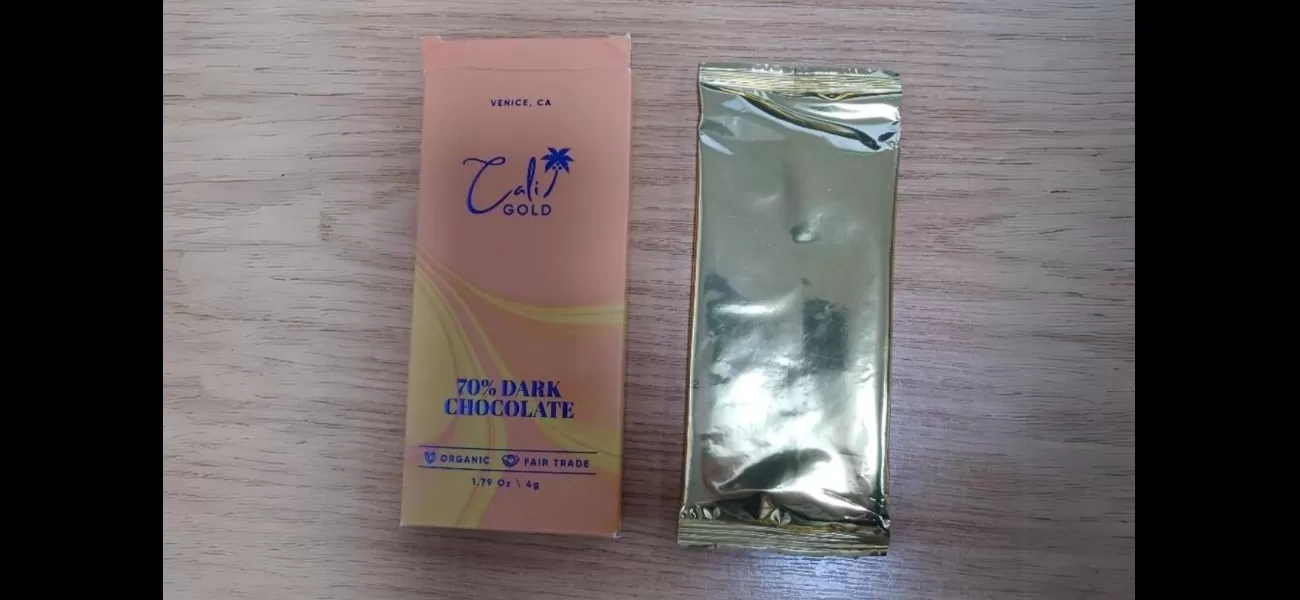 VENICE, CA
Cali
GOLD
70% DARK
CHOCOLATE
ORGANIC FAIR TRADE
1.79 Oz \ 4g